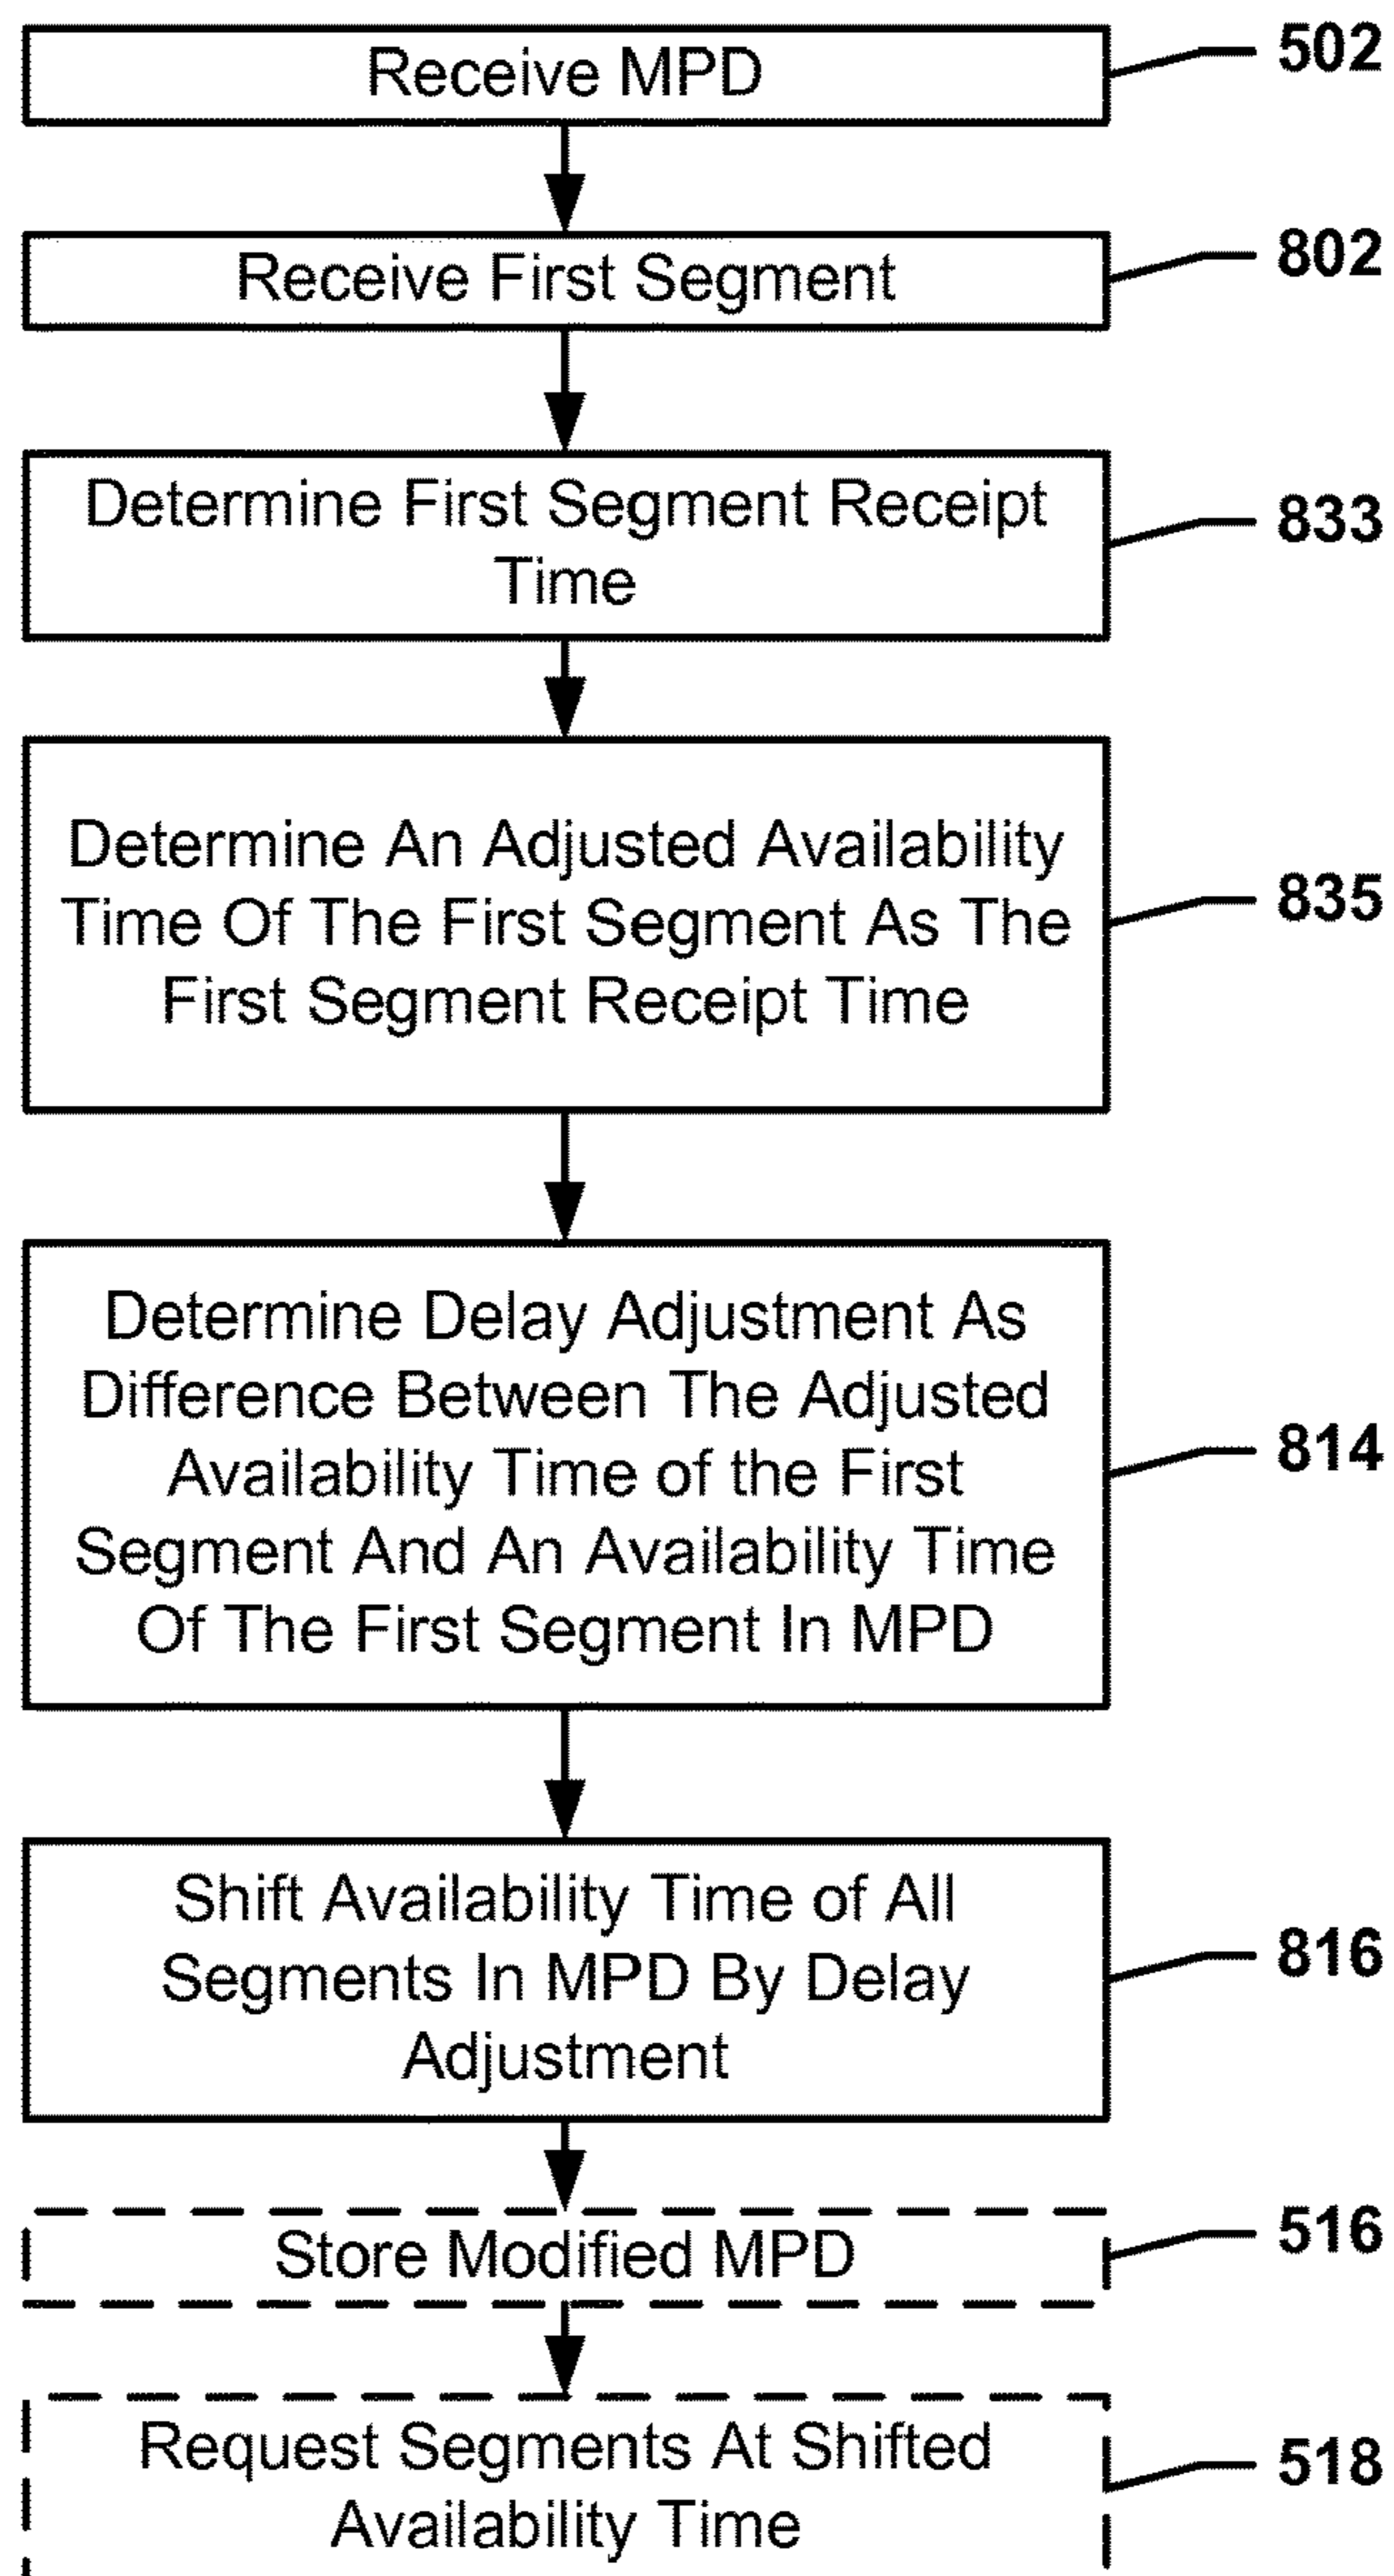 Receive MPD
502
Receive First Segment
802
Determine First Segment Receipt
Time
833
Determine An Adjusted Availability
Time Of The First Segment As The
First Segment Receipt Time
835
Determine Delay Adjustment As
Difference Between The Adjusted
Availability Time of the First
Segment And An Availability Time
Of The First Segment In MPD
814
Shift Availability Time of All
Segments In MPD By Delay
Adjustment
816
Store Modified MPD
516
Request Segments At Shifted
Availability Time
518